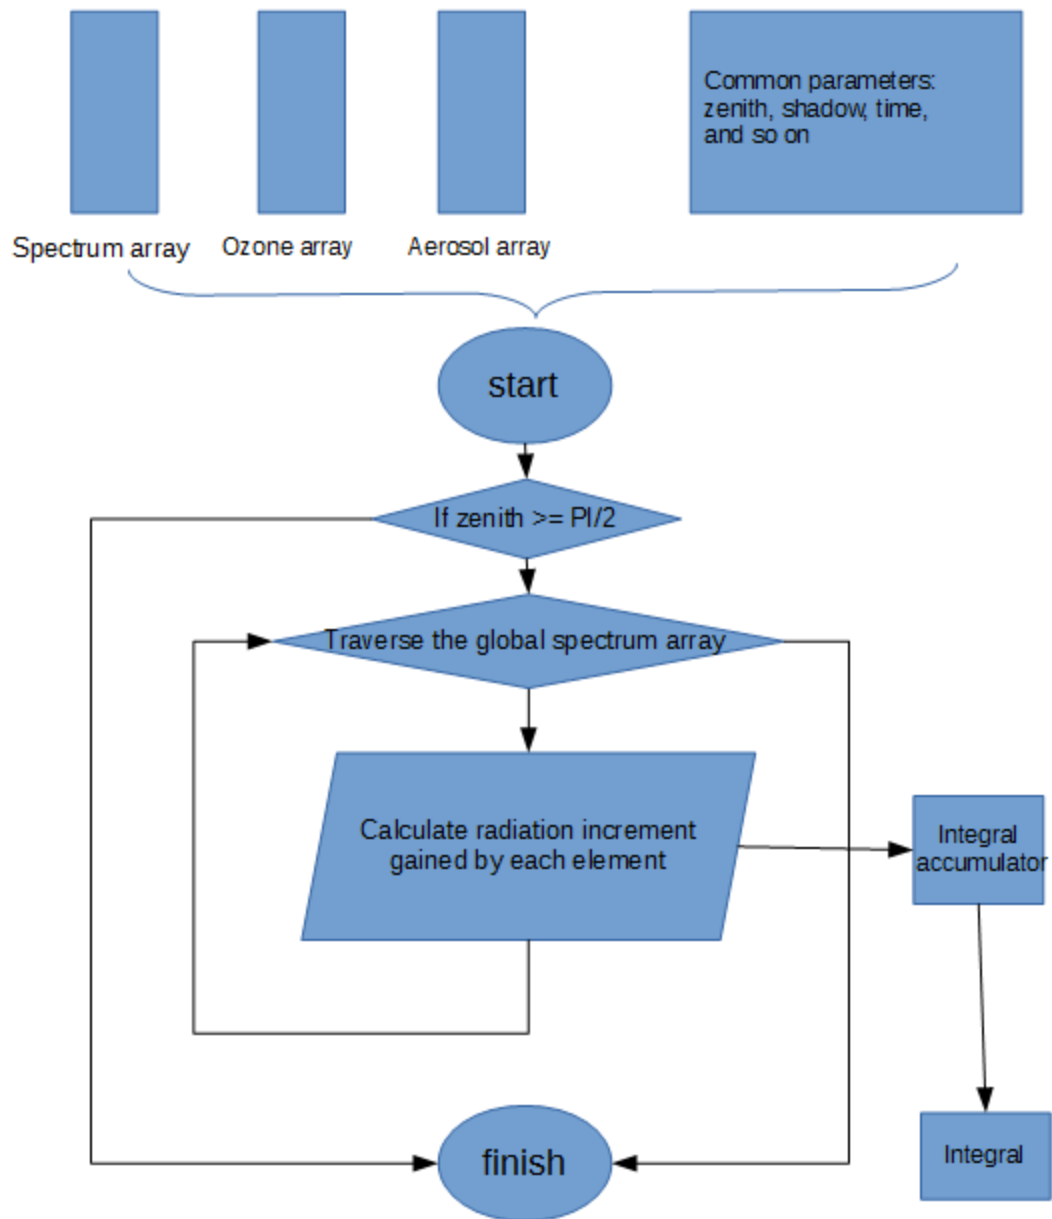 Common parameters:
zenith, shadow, time,
and so on
Spectrum array
Ozone array
Aerosol array
start
If zenith >= PI/2
Traverse the global spectrum array
Calculate radiation increment
gained by each element
Integral
accumulator
Integral
finish